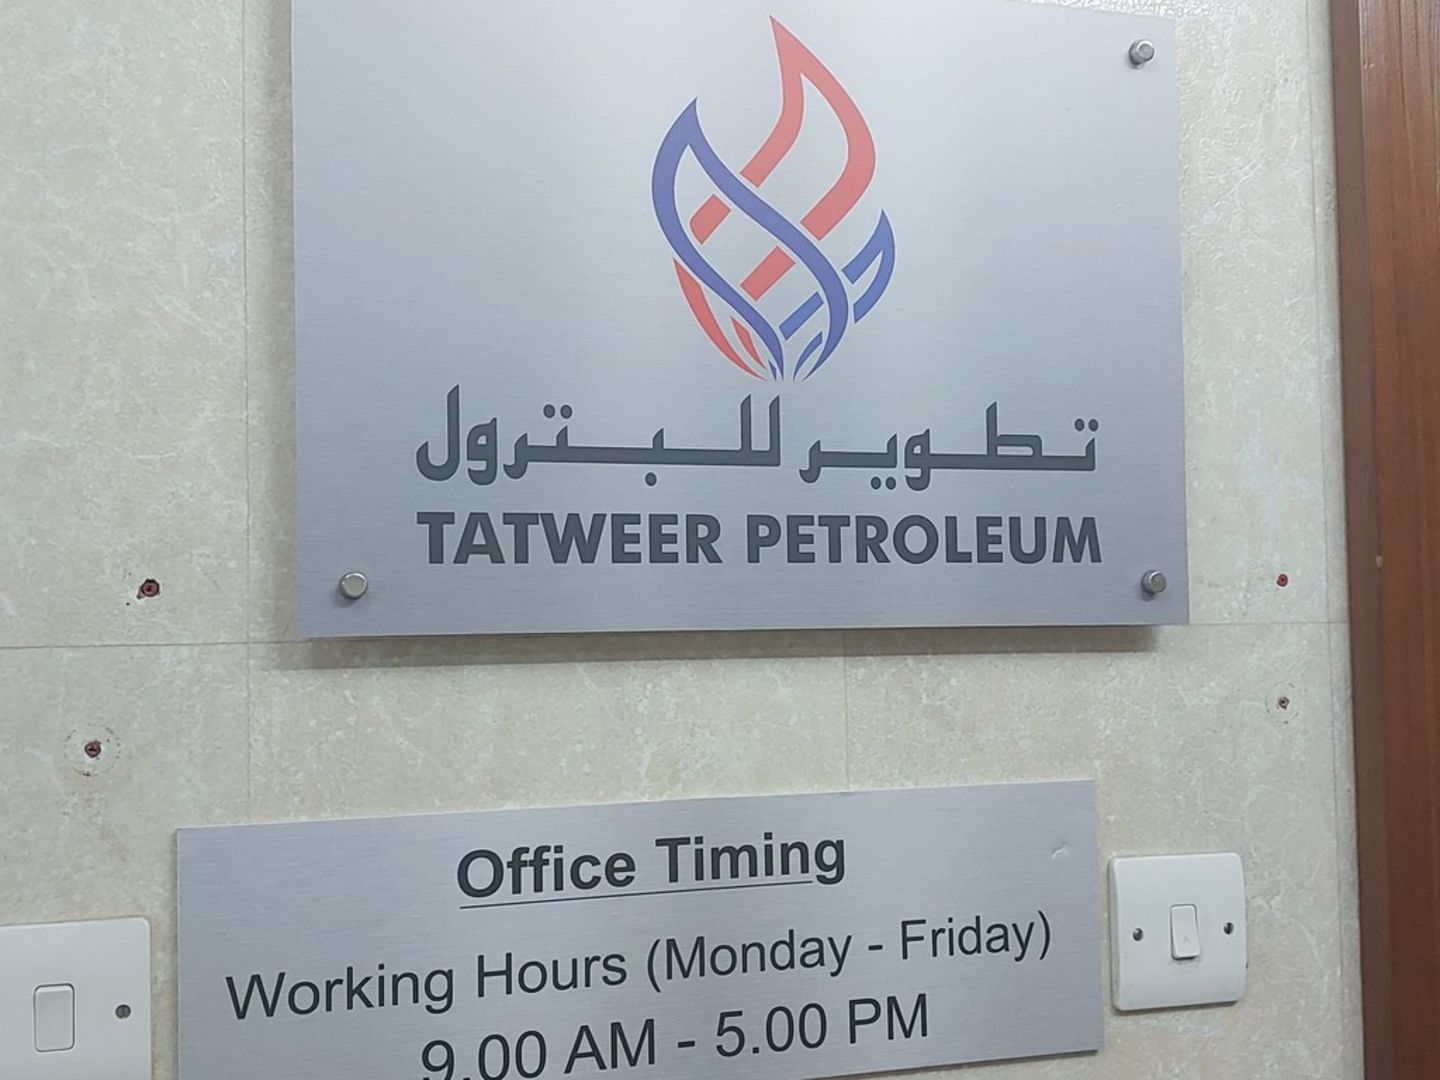 تطوير للبترول
TATWEER PETROLEUM
Office Timing
Working Hours (Monday - Friday)
9.00 AM - 5.00 PM